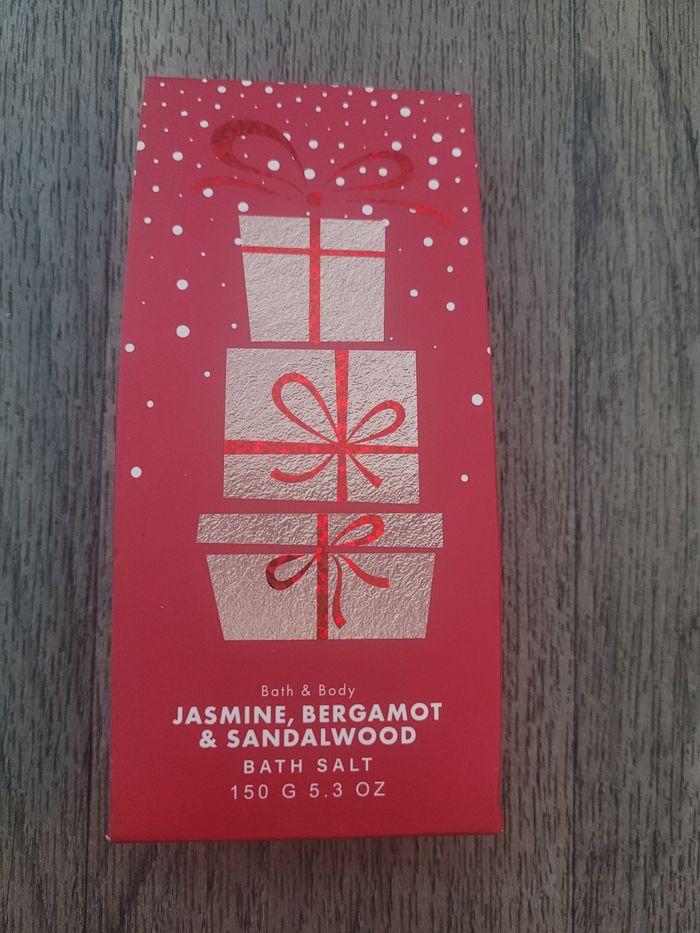 Bath & Body
JASMINE, BERGAMOT
& SANDALWOOD
BATH SALT
150 G 5.3 OZ